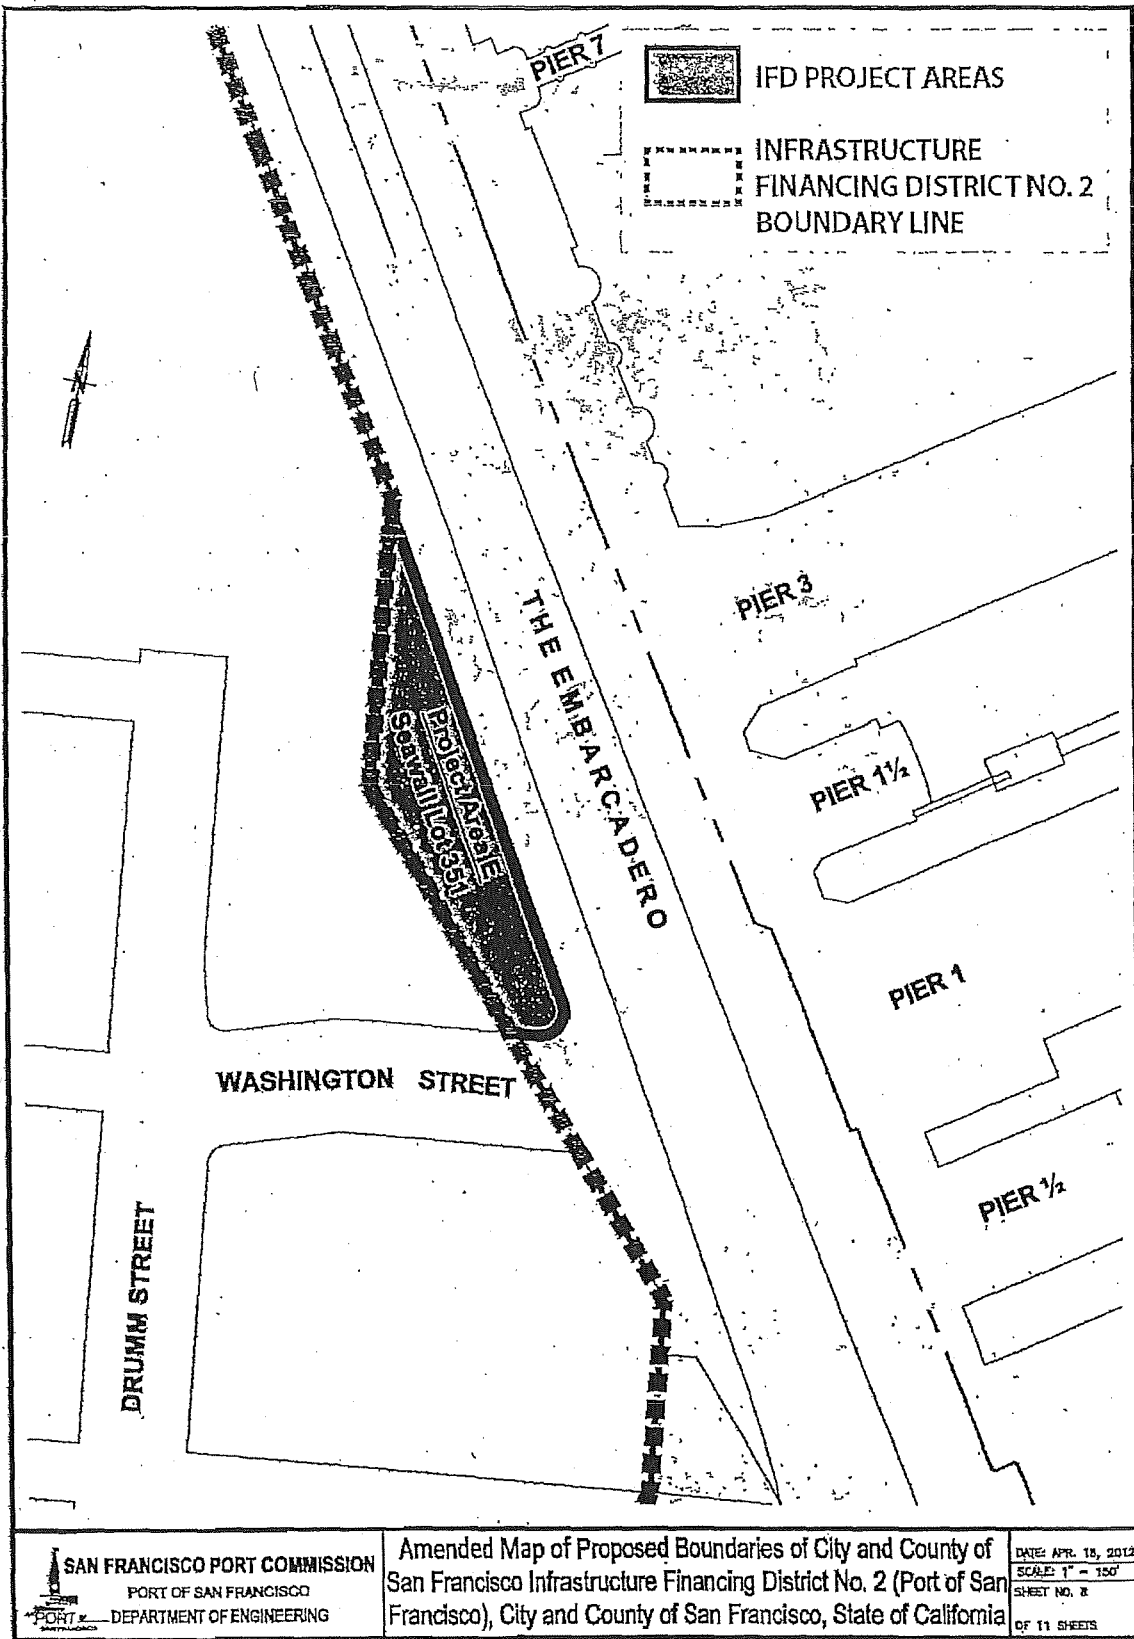 PIER 7
IFD PROJECT AREAS
INFRASTRUCTURE
FINANCING DISTRICT NO. 2
BOUNDARY LINE
THE EMBARCADERO
PIER 3
PIER 1½
PIER 1
PIER ½
Project Area E
Seawall Lot 351
WASHINGTON STREET
DRUMM STREET
SAN FRANCISCO PORT COMMISSION
PORT OF SAN FRANCISCO
DEPARTMENT OF ENGINEERING
PORT
SAN FRANCISCO
Amended Map of Proposed Boundaries of City and County of
San Francisco Infrastructure Financing District No. 2 (Port of San
Francisco), City and County of San Francisco, State of California
DATE: APR. 18, 2012
SCALE: 1" = 150'
SHEET NO. 8
OF 11 SHEETS